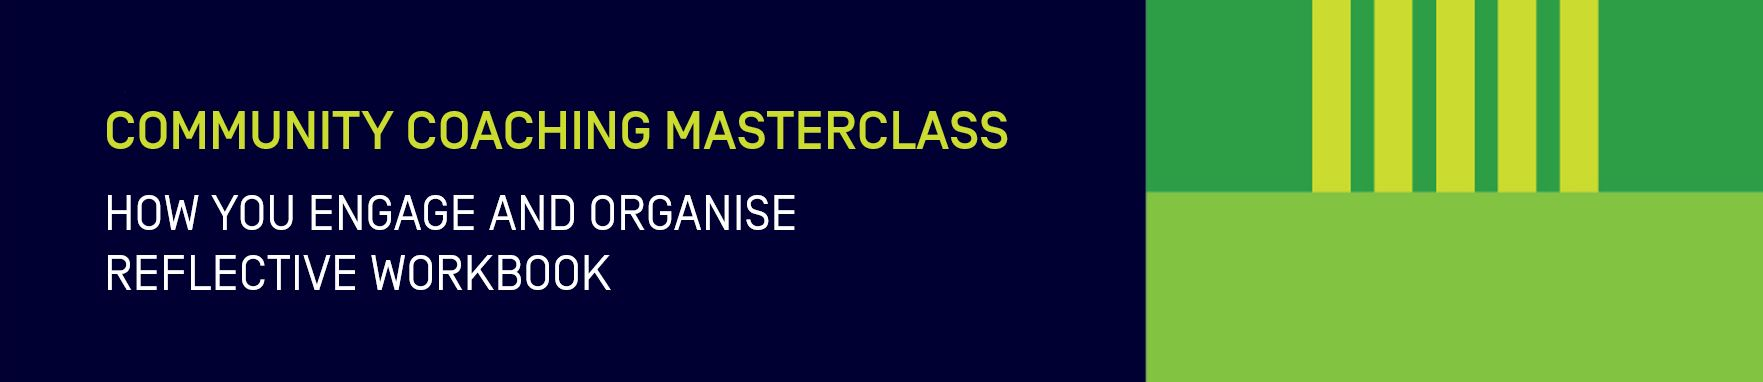 COMMUNITY COACHING MASTERCLASS
HOW YOU ENGAGE AND ORGANISE
REFLECTIVE WORKBOOK